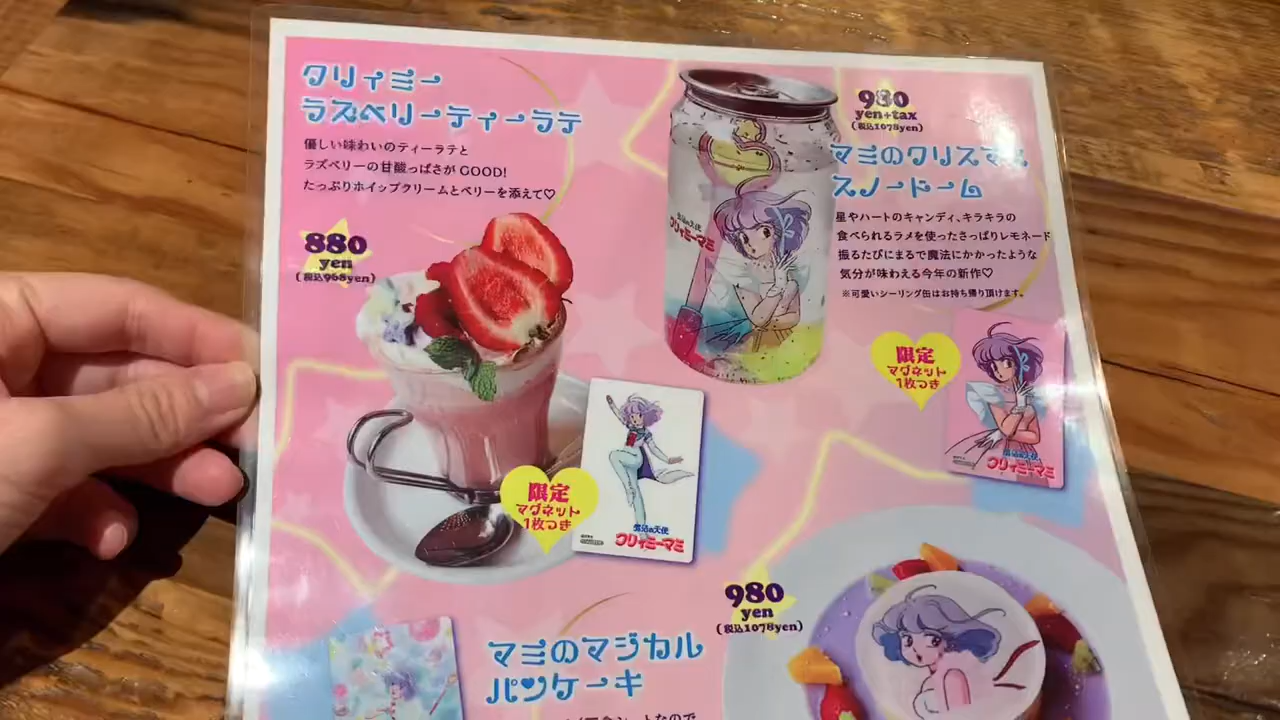 クリィミー
ラズベリーティーラテ
優しい味わいのティーラテと
ラズベリーの甘酸っぱさが GOOD!
たっぷりホイップクリームとベリーを添えて♡
880
yen
(税込968yen)
限定
マグネット
1枚つき
魔法の天使
クリィミーマミ
980
yen+tax
(税込1078yen)
マミのクリスマス
スノードーム
星やハートのキャンディ、キラキラの
食べられるラメを使ったさっぱりレモネード
振るたびにまるで魔法にかかったような
気分が味わえる今年の新作♡
※可愛いシーリング缶はお持ち帰り頂けます。
魔法の天使
クリィミーマミ
限定
マグネット
1枚つき
魔法の天使
クリィミーマミ
980
yen
(税込1078yen)
マミのマジカル
パンケーキ